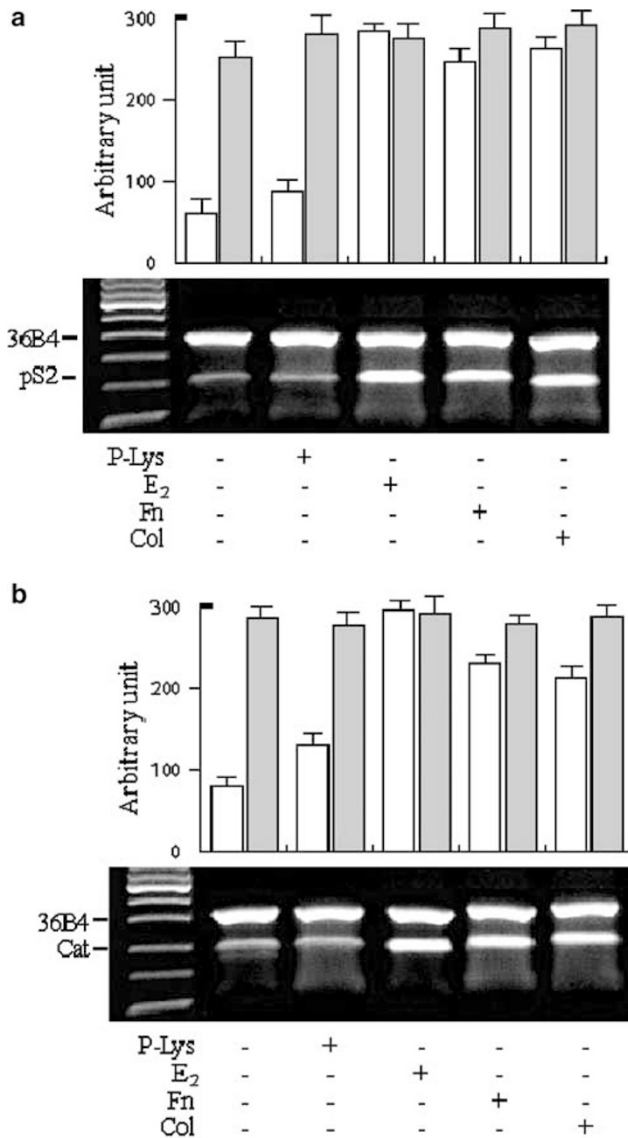 a
300
200
100
0
Arbitrary unit
36B4
pS2
P-Lys - + - - -
E2 - - + - -
Fn - - - + -
Col - - - - +
b
300
200
100
0
Arbitrary unit
36B4
Cat
P-Lys - + - - -
E2 - - + - -
Fn - - - + -
Col - - - - +